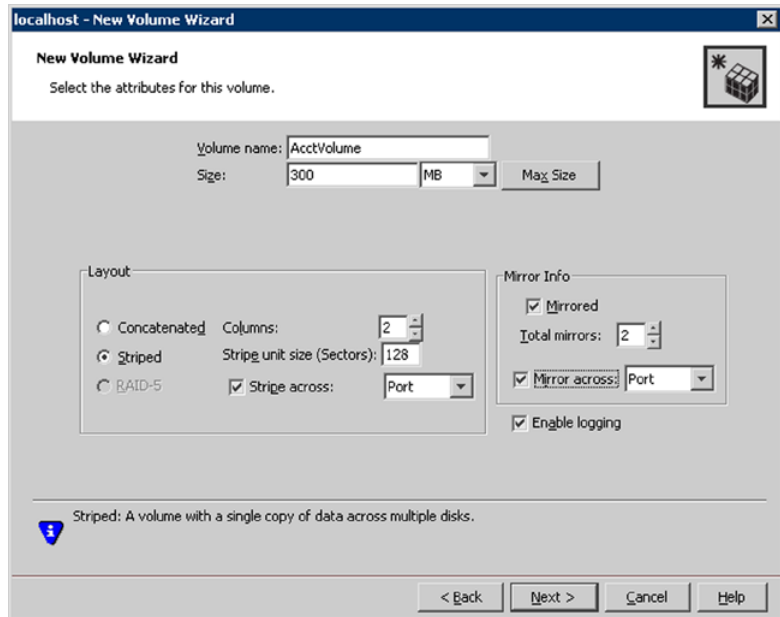 localhost - New Volume Wizard
New Volume Wizard
Select the attributes for this volume.
Volume name: AcctVolume
Size: 300 MB Max Size
Layout
Concatenated Columns: 2
Striped Stripe unit size (Sectors): 128
RAID-5 Stripe across: Port
Mirror Info
Mirrored
Total mirrors: 2
Mirror across: Port
Enable logging
Striped: A volume with a single copy of data across multiple disks.
< Back Next > Cancel Help